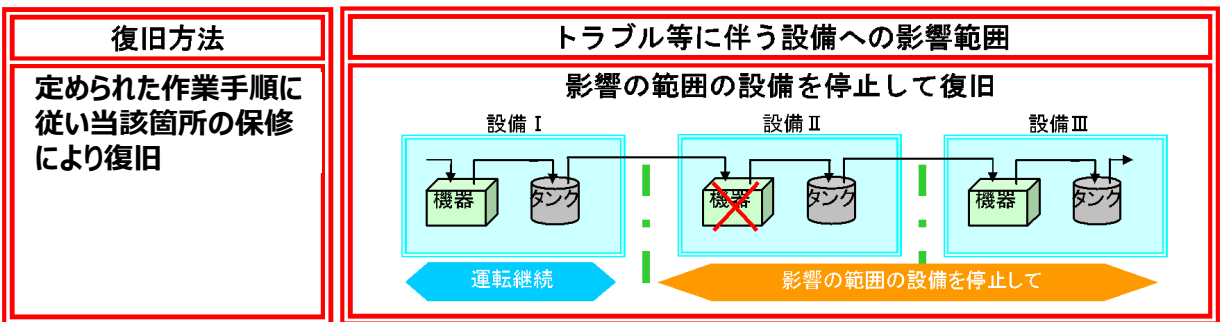 復旧方法
定められた作業手順に
従い当該箇所の保修
により復旧
トラブル等に伴う設備への影響範囲
影響の範囲の設備を停止して復旧
設備Ⅰ
設備Ⅱ
設備Ⅲ
機器
タンク
機器
タンク
機器
タンク
運転継続
影響の範囲の設備を停止して